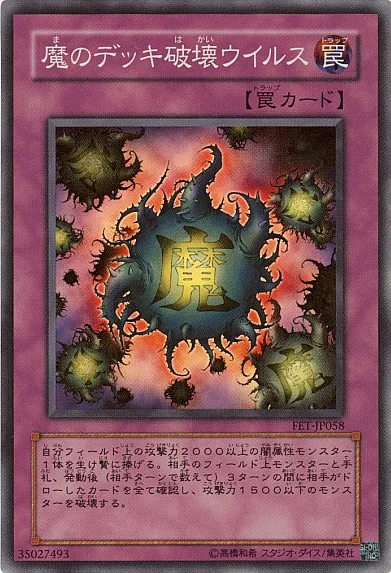 魔のデッキ破壊ウイルス 罠
【罠カード】
魔
FET-JP058
自分フィールド上の攻撃力2000以上の闇属性モンスター
1体を生け贄に捧げる。相手のフィールド上モンスターと手
札、発動後(相手ターンで数えて)3ターンの間に相手がド
ローしたカードを全て確認し、攻撃力1500以下のモンス
ターを破壊する。
35027493
©高橋和希 スタジオ・ダイス/集英社